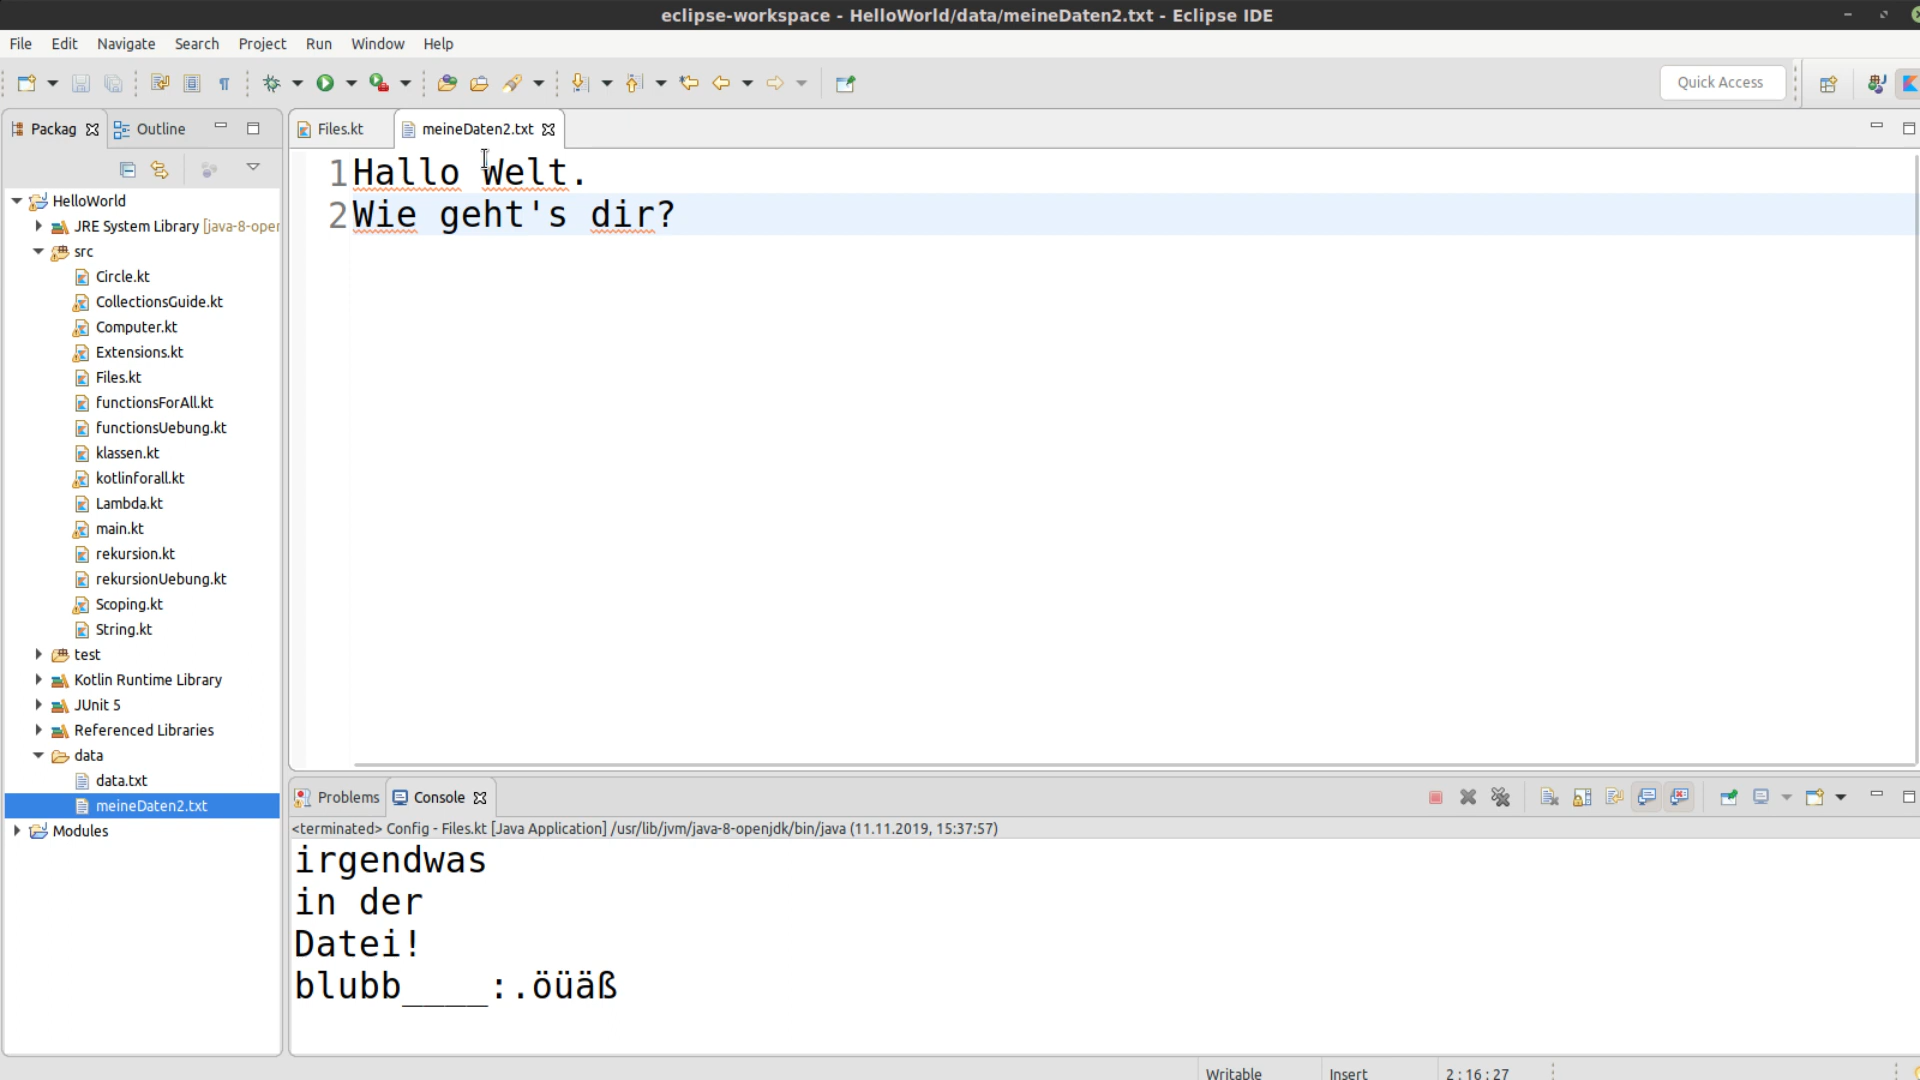 eclipse-workspace - HelloWorld/data/meineDaten2.txt - Eclipse IDE
File Edit Navigate Search Project Run Window Help
Quick Access
Packag Outline
Files.kt meineDaten2.txt
HelloWorld
JRE System Library [java-8-oper
src
Circle.kt
CollectionsGuide.kt
Computer.kt
Extensions.kt
Files.kt
functionsForAll.kt
functionsUebung.kt
klassen.kt
kotlinforall.kt
Lambda.kt
main.kt
rekursion.kt
rekursionUebung.kt
Scoping.kt
String.kt
test
Kotlin Runtime Library
JUnit 5
Referenced Libraries
data
data.txt
meineDaten2.txt
Modules
1 Hallo Welt.
2 Wie geht's dir?
Problems Console
<terminated> Config - Files.kt [Java Application] /usr/lib/jvm/java-8-openjdk/bin/java (11.11.2019, 15:37:57)
irgendwas
in der
Datei!
blubb____:.öüäß
Writable Insert 2 : 16 : 27